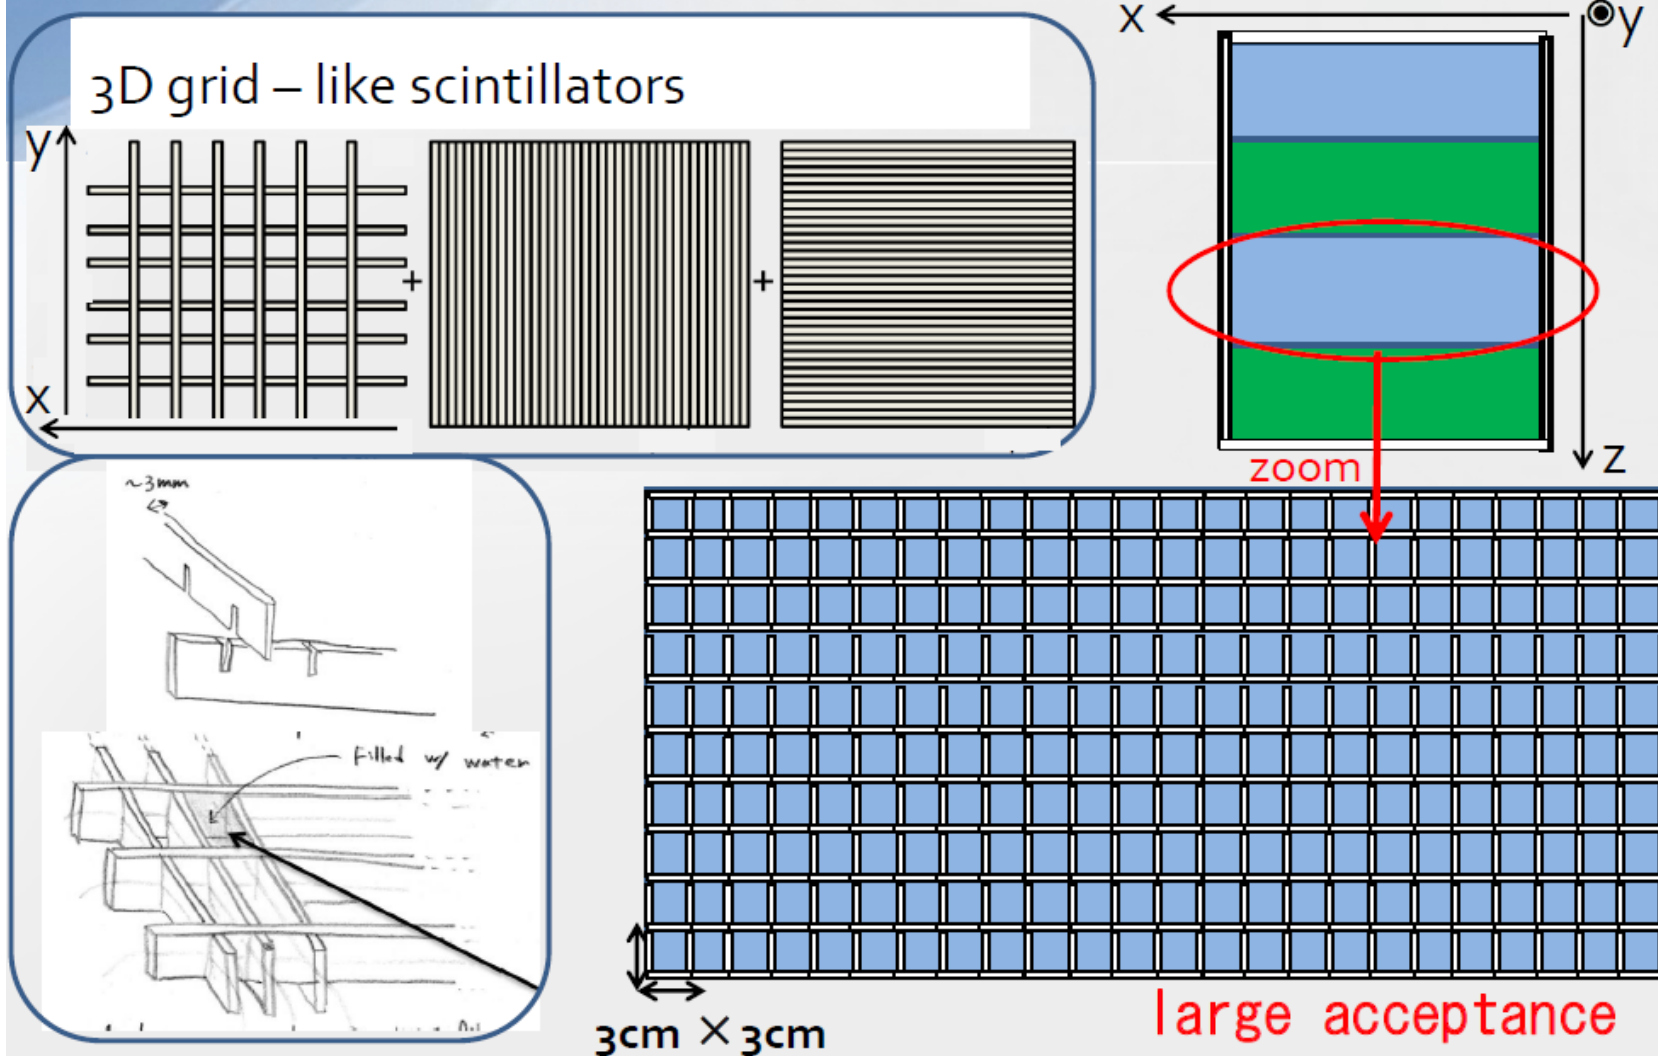 x
y
3D grid – like scintillators
y
+
+
x
zoom
z
~3mm
Filled w/ water
3cm ×3cm
large acceptance